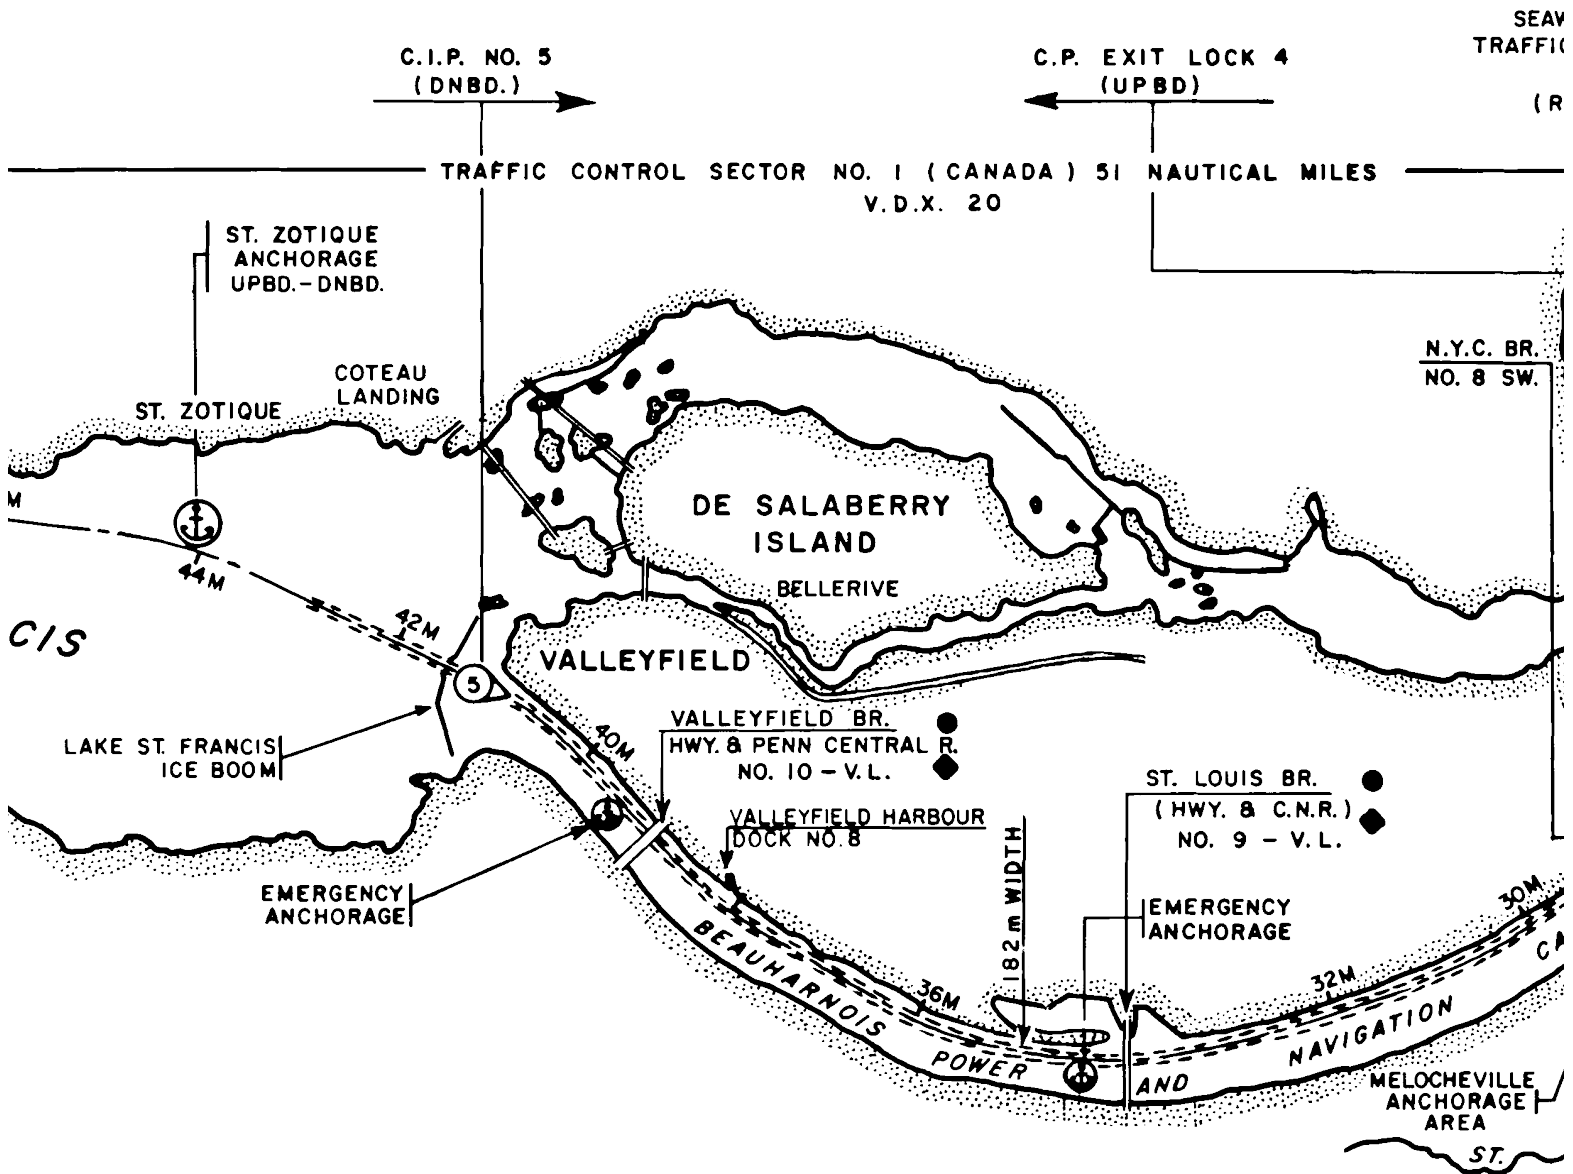 SEAW
TRAFFIC
(R
C.I.P. NO. 5
(DNBD.)
C.P. EXIT LOCK 4
(UPBD)
TRAFFIC CONTROL SECTOR NO. 1 (CANADA) 51 NAUTICAL MILES
V.D.X. 20
ST. ZOTIQUE
ANCHORAGE
UPBD.-DNBD.
N.Y.C. BR.
NO. 8 SW.
COTEAU
LANDING
ST. ZOTIQUE
M
DE SALABERRY
ISLAND
BELLERIVE
44M
42M
CIS
VALLEYFIELD
5
40M
LAKE ST. FRANCIS
ICE BOOM
VALLEYFIELD BR.
HWY. & PENN CENTRAL R.
NO. 10 - V.L.
ST. LOUIS BR.
(HWY. & C.N.R.)
NO. 9 - V.L.
VALLEYFIELD HARBOUR
DOCK NO. 8
182m WIDTH
EMERGENCY
ANCHORAGE
EMERGENCY
ANCHORAGE
30M
32M
36M
BEAUHARNOIS POWER AND NAVIGATION CA
MELOCHEVILLE
ANCHORAGE
AREA
ST.